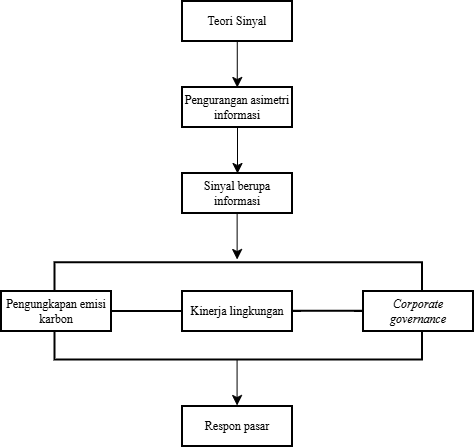 Teori Sinyal
Pengurangan asimetri
informasi
Sinyal berupa
informasi
Pengungkapan emisi
karbon
Kinerja lingkungan
Corporate
governance
Respon pasar